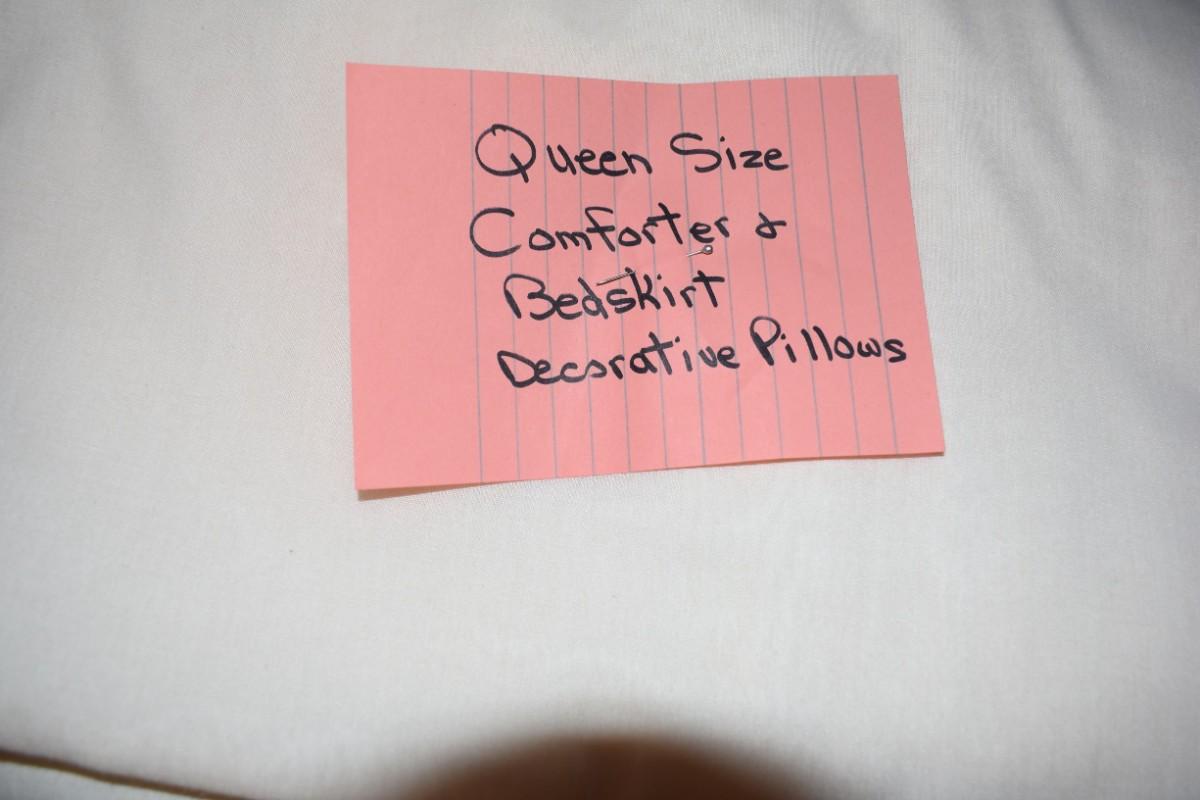 Queen Size
Comforter &
Bedskirt
Decorative Pillows